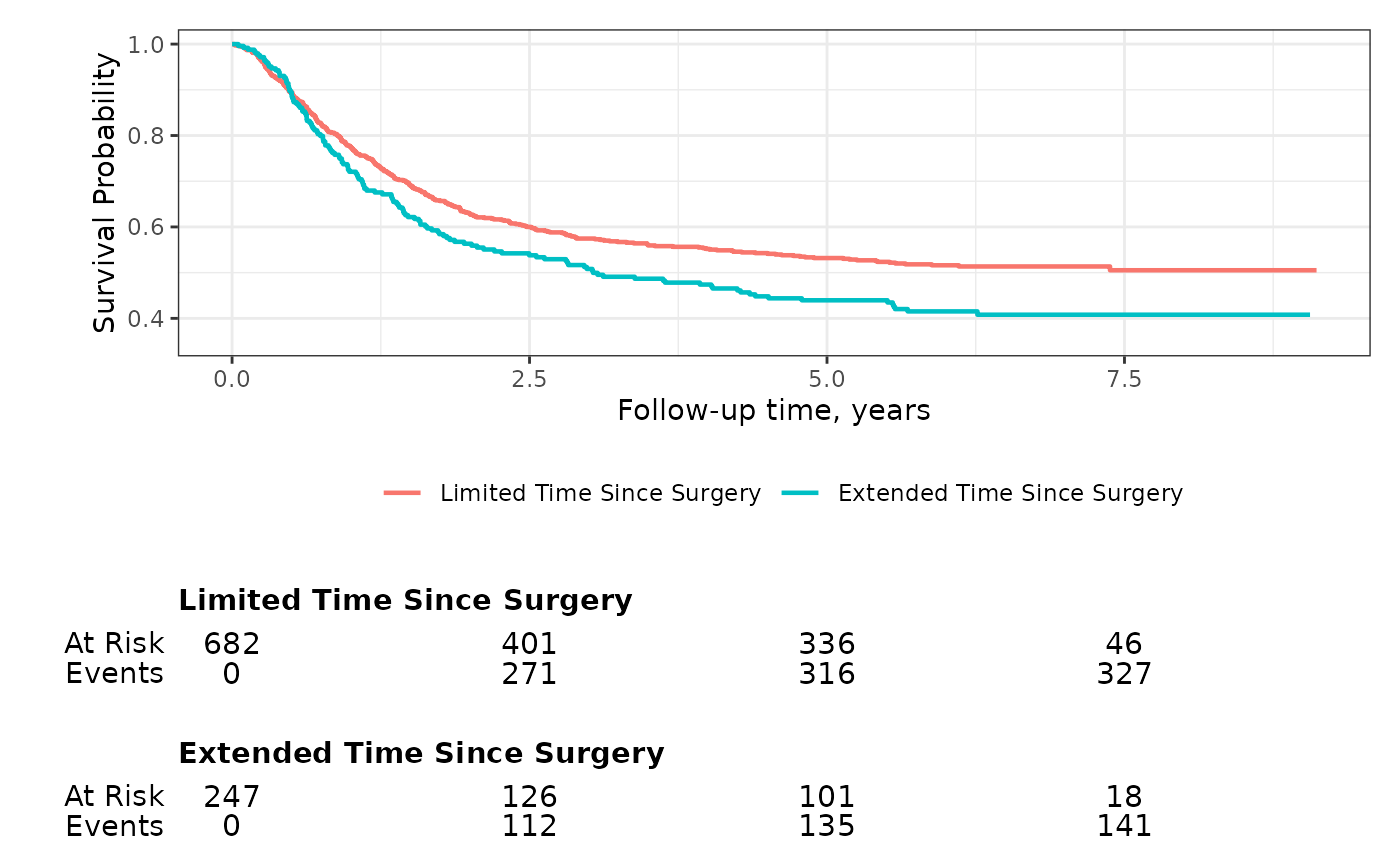 Survival Probability
1.0
0.8
0.6
0.4
0.0 2.5 5.0 7.5
Follow-up time, years
Limited Time Since Surgery Extended Time Since Surgery
Limited Time Since Surgery
At Risk 682 401 336 46
Events 0 271 316 327
Extended Time Since Surgery
At Risk 247 126 101 18
Events 0 112 135 141